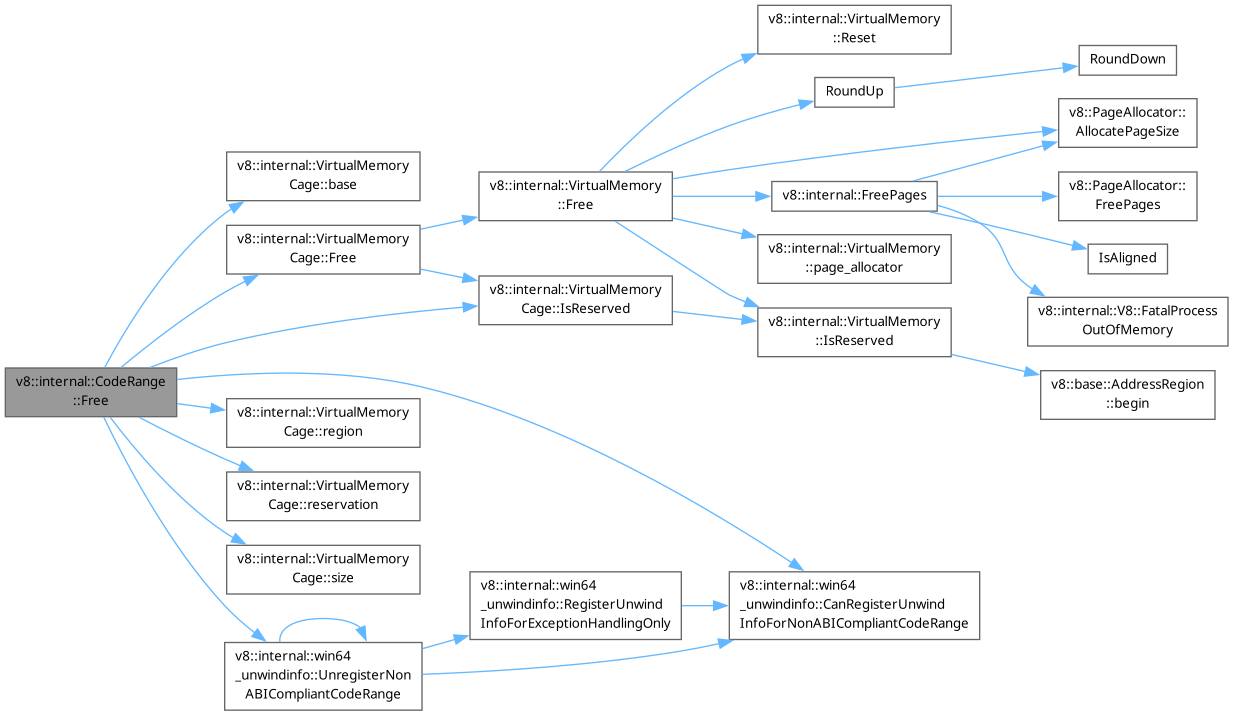 v8::internal::CodeRange
::Free
v8::internal::VirtualMemory
Cage::base
v8::internal::VirtualMemory
Cage::Free
v8::internal::VirtualMemory
::Free
v8::internal::VirtualMemory
::Reset
RoundUp
RoundDown
v8::PageAllocator::
AllocatePageSize
v8::internal::FreePages
v8::PageAllocator::
FreePages
IsAligned
v8::internal::V8::FatalProcess
OutOfMemory
v8::internal::VirtualMemory
::page_allocator
v8::internal::VirtualMemory
::IsReserved
v8::base::AddressRegion
::begin
v8::internal::VirtualMemory
Cage::IsReserved
v8::internal::VirtualMemory
Cage::region
v8::internal::VirtualMemory
Cage::reservation
v8::internal::VirtualMemory
Cage::size
v8::internal::win64
_unwindinfo::UnregisterNon
ABICompliantCodeRange
v8::internal::win64
_unwindinfo::RegisterUnwind
InfoForExceptionHandlingOnly
v8::internal::win64
_unwindinfo::CanRegisterUnwind
InfoForNonABICompliantCodeRange